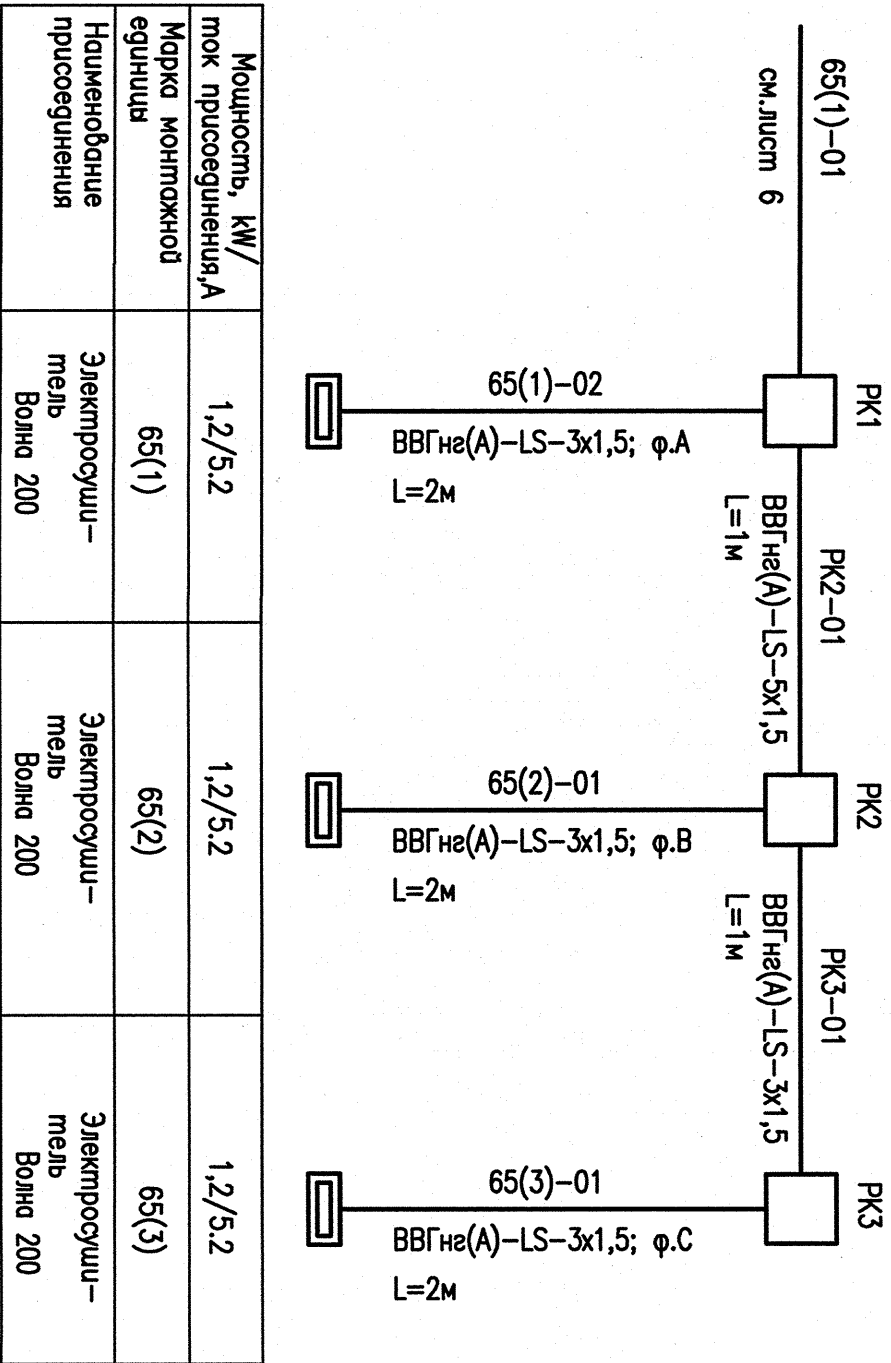 65(1)-01
см.лист 6
РК1
РК2-01
ВВГнг(А)-LS-5х1,5
L=1м
РК2
РК3-01
ВВГнг(А)-LS-3х1,5
L=1м
РК3
65(1)-02
ВВГнг(А)-LS-3х1,5; ф.А
L=2м
65(2)-01
ВВГнг(А)-LS-3х1,5; ф.В
L=2м
65(3)-01
ВВГнг(А)-LS-3х1,5; ф.С
L=2м
Мощность, kW/
ток присоединения,А
1,2/5.2
1,2/5.2
1,2/5.2
Марка монтажной
единицы
65(1)
65(2)
65(3)
Наименование
присоединения
Электросуши-
тель
Волна 200
Электросуши-
тель
Волна 200
Электросуши-
тель
Волна 200